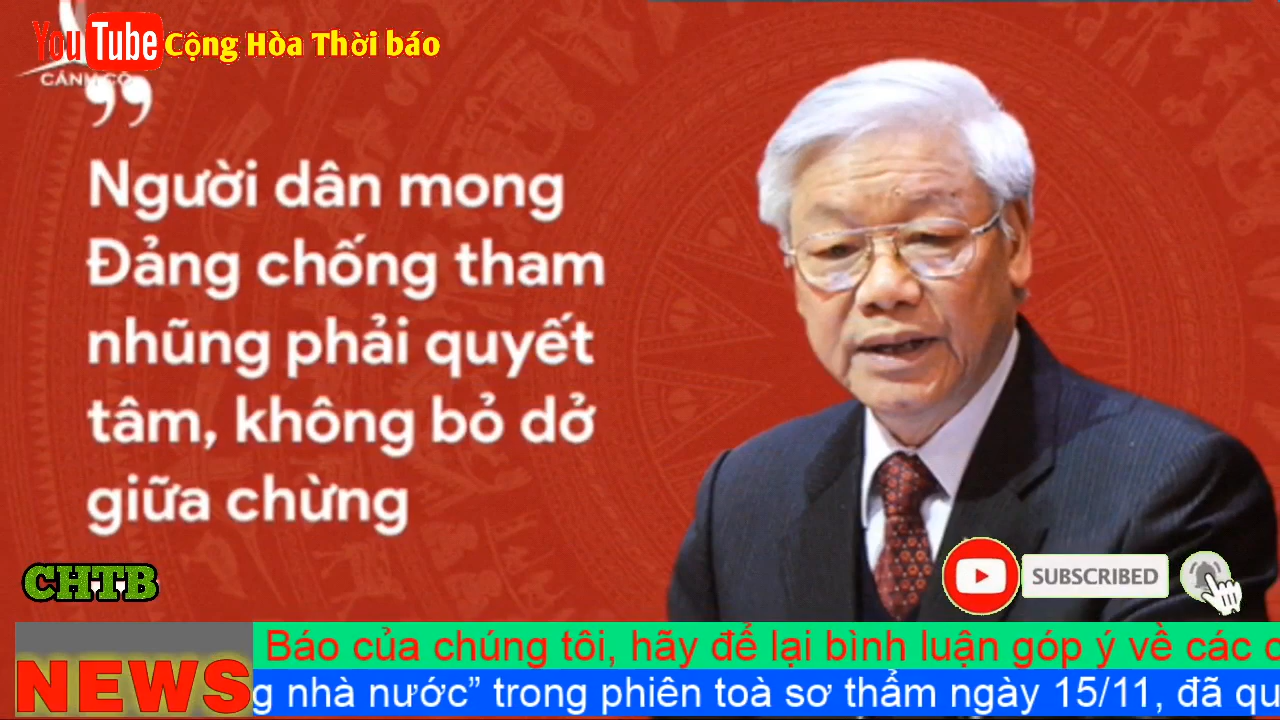 YouTube Cộng Hòa Thời báo
CÁNH CÒ
”
Người dân mong
Đảng chống tham
nhũng phải quyết
tâm, không bỏ dở
giữa chừng
CHTB
SUBSCRIBED
Báo của chúng tôi, hãy để lại bình luận góp ý về các
NEWS
g nhà nước” trong phiên toà sơ thẩm ngày 15/11, đã qu